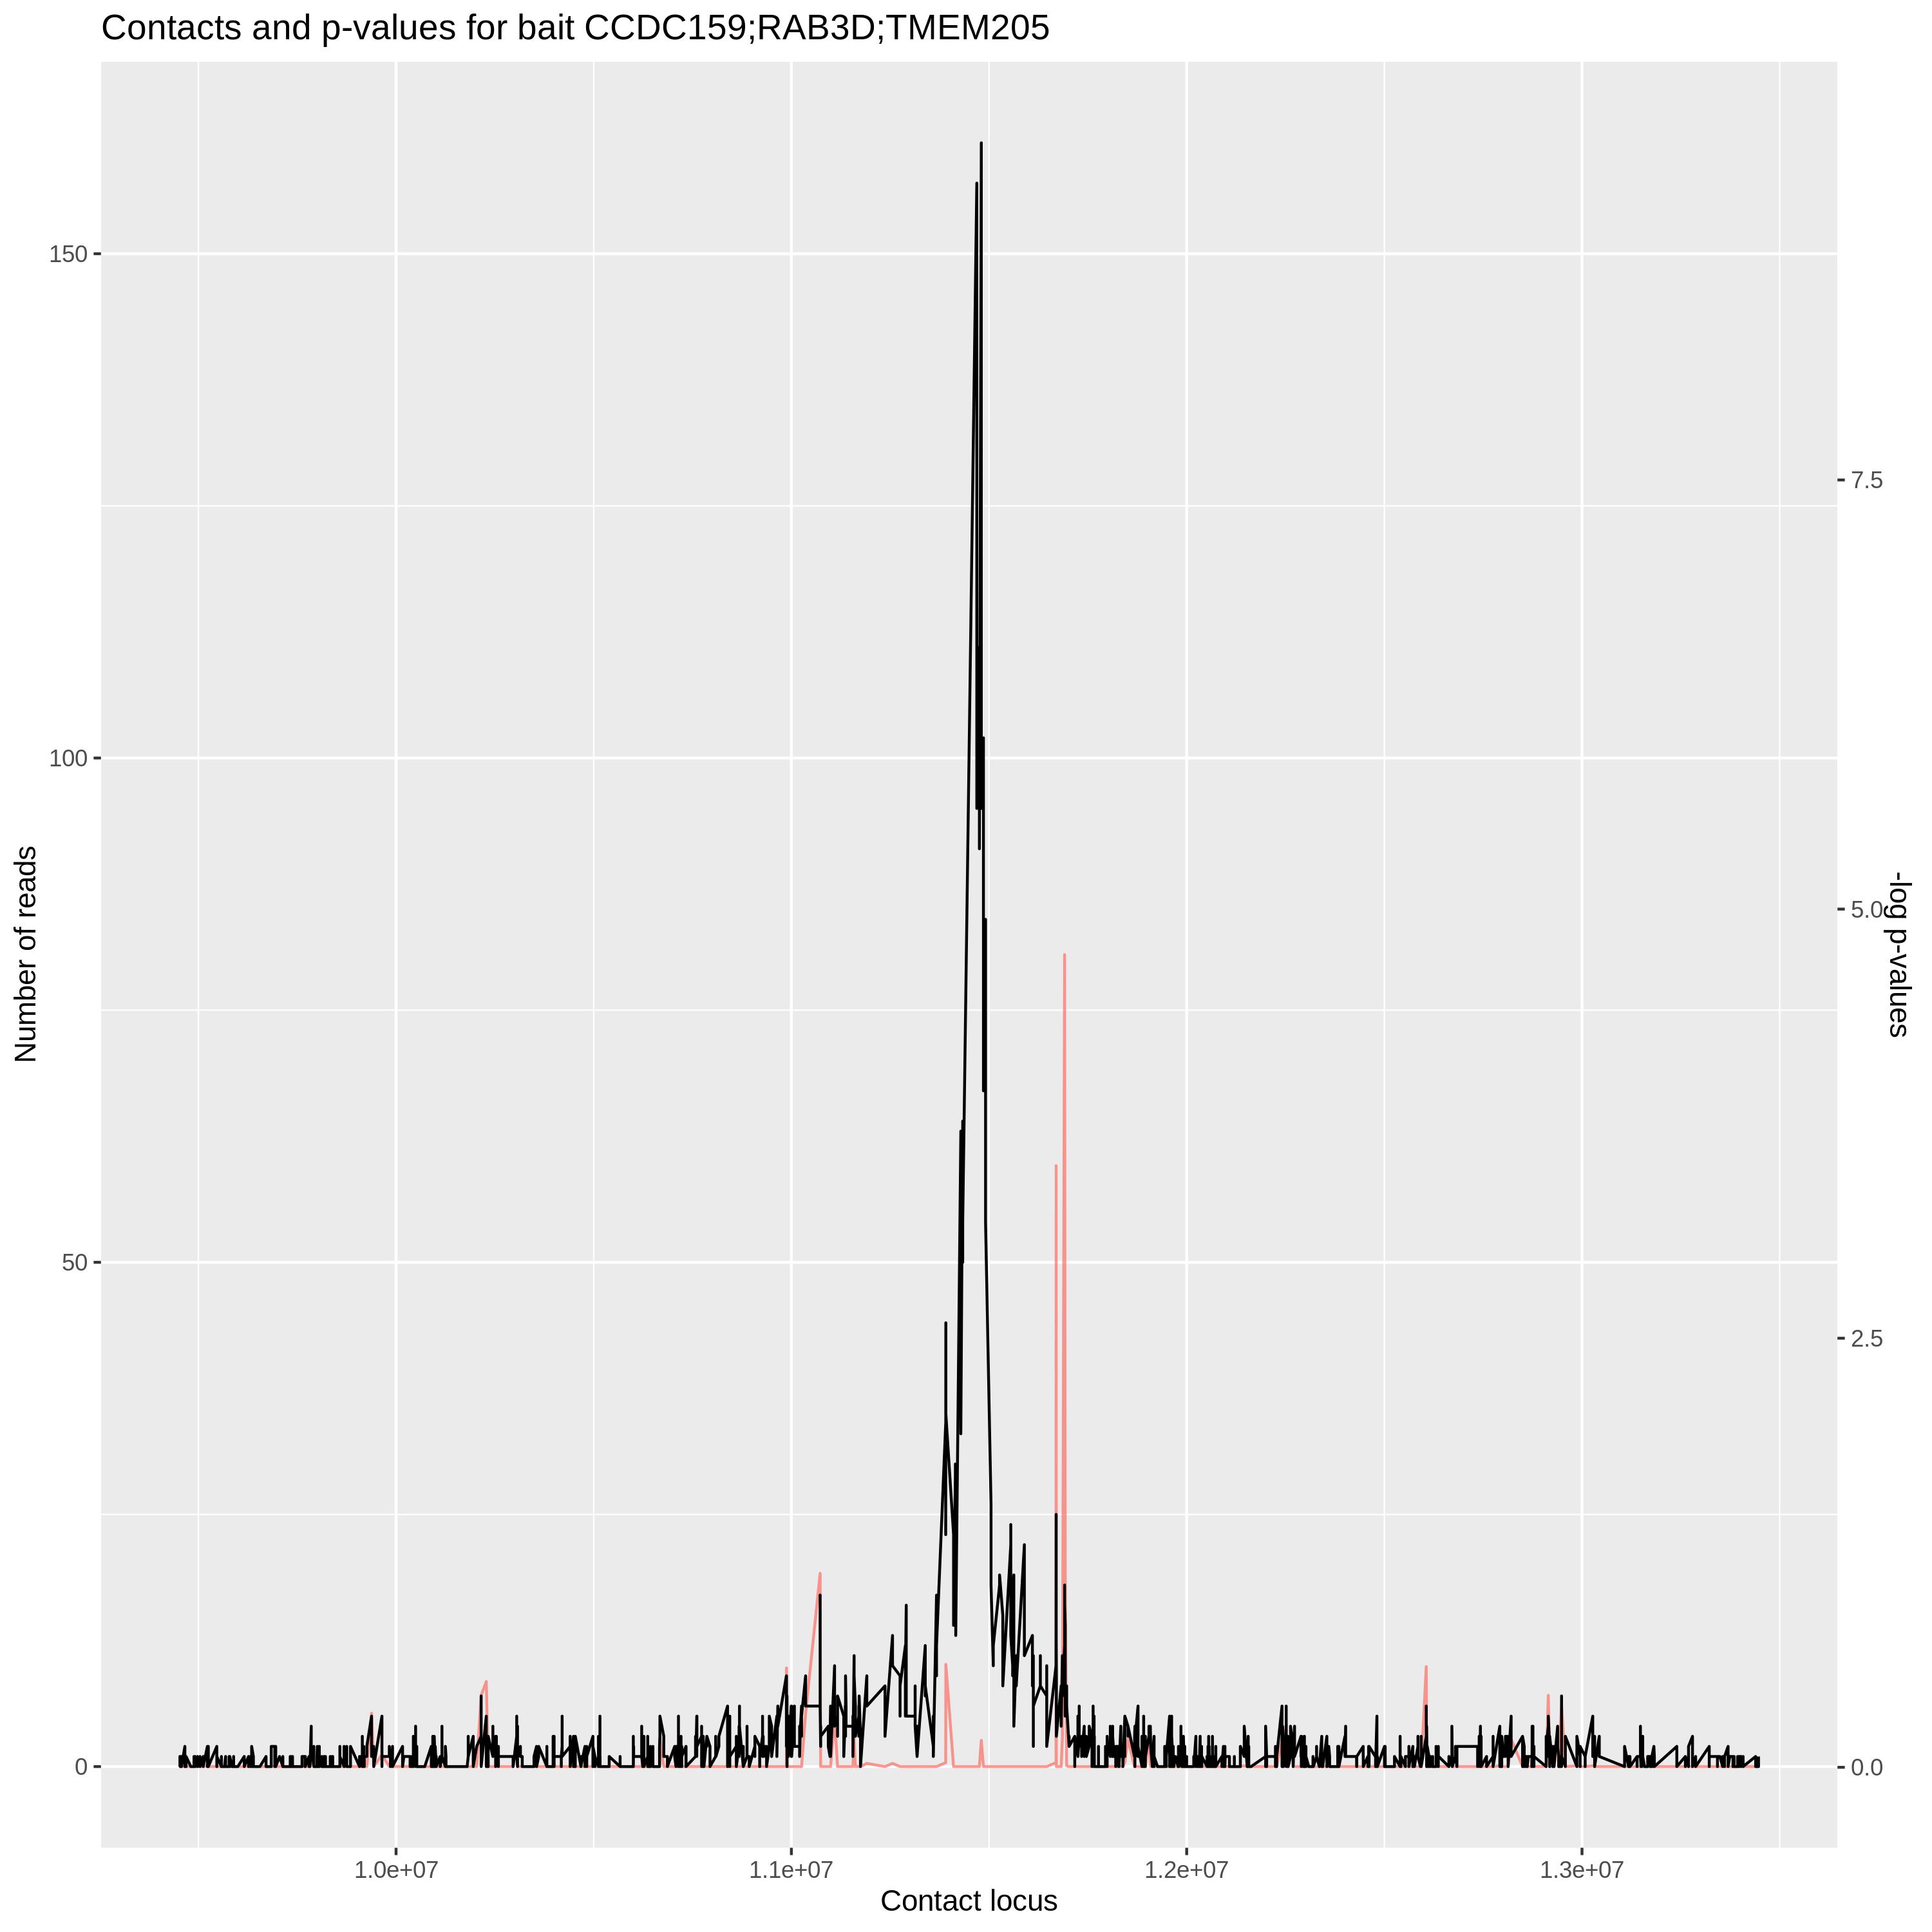 Contacts and p-values for bait CCDC159;RAB3D;TMEM205
150
100
50
0
Number of reads
7.5
5.0
2.5
0.0
-log p-values
1.0e+07
1.1e+07
1.2e+07
1.3e+07
Contact locus